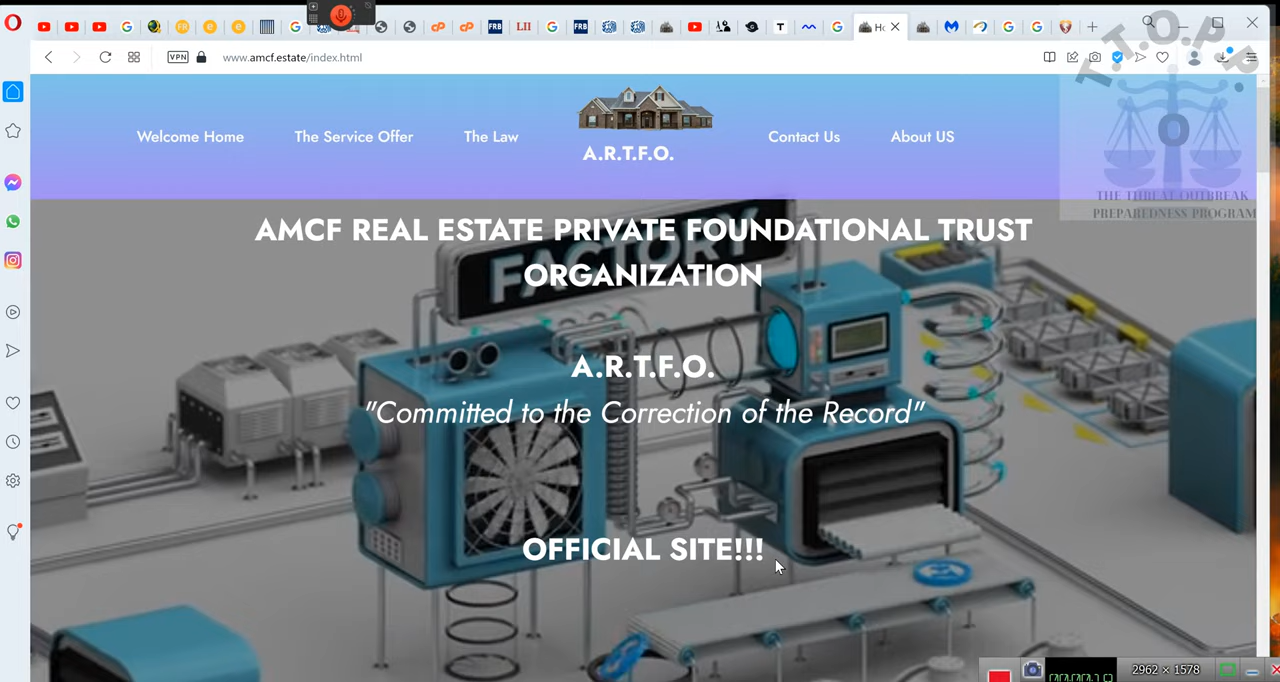 FRB
LII
FRB
T
Ho
VPN
www.amcf.estate/index.html
T.T.O.P.P.
Welcome Home
The Service Offer
The Law
A.R.T.F.O.
Contact Us
About US
THE THREAT OUTBREAK
PREPAREDNESS PROGRAM
FACTORY
AMCF REAL ESTATE PRIVATE FOUNDATIONAL TRUST
ORGANIZATION
A.R.T.F.O.
"Committed to the Correction of the Record"
OFFICIAL SITE!!!
2962 × 1578